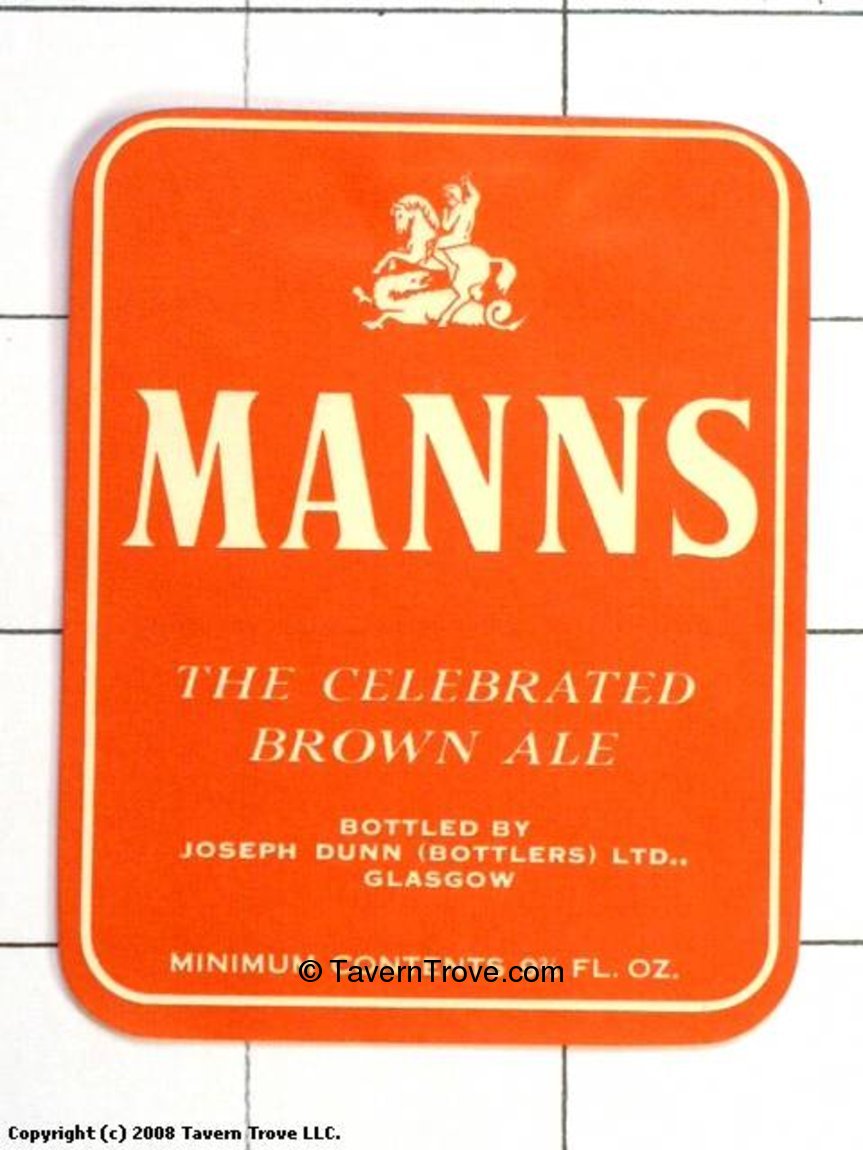 MANNS
THE CELEBRATED
BROWN ALE
BOTTLED BY
JOSEPH DUNN (BOTTLERS) LTD.,
GLASGOW
MINIMUM CONTENTS FL. OZ.
© TavernTrove.com
Copyright (c) 2008 Tavern Trove LLC.